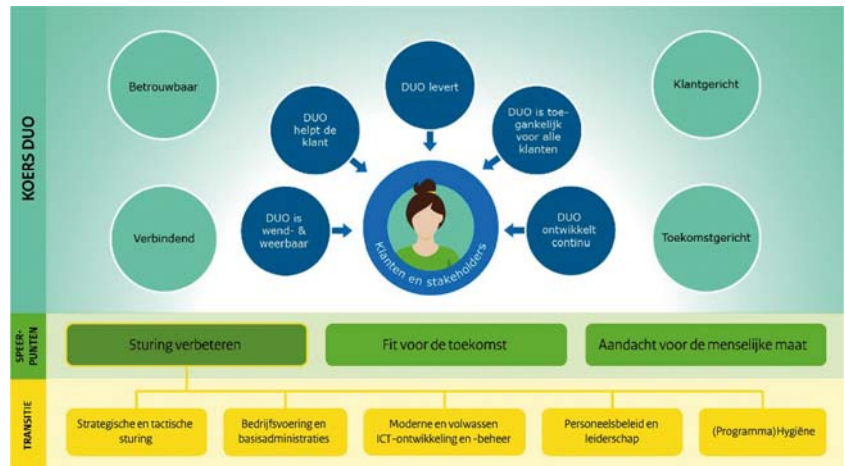 KOERS DUO
Betrouwbaar
Verbindend
DUO is
wend- &
weerbaar
DUO
helpt de
klant
DUO levert
DUO is toe-
gankelijk
voor alle
klanten
DUO
ontwikkelt
continu
Klanten en stakeholders
Klantgericht
Toekomstgericht
SPEER-
PUNTEN
Sturing verbeteren
Fit voor de toekomst
Aandacht voor de menselijke maat
TRANSITIE
Strategische en tactische
sturing
Bedrijfsvoering en
basisadministraties
Moderne en volwassen
ICT-ontwikkeling en -beheer
Personeelsbeleid en
leiderschap
(Programma)Hygiëne